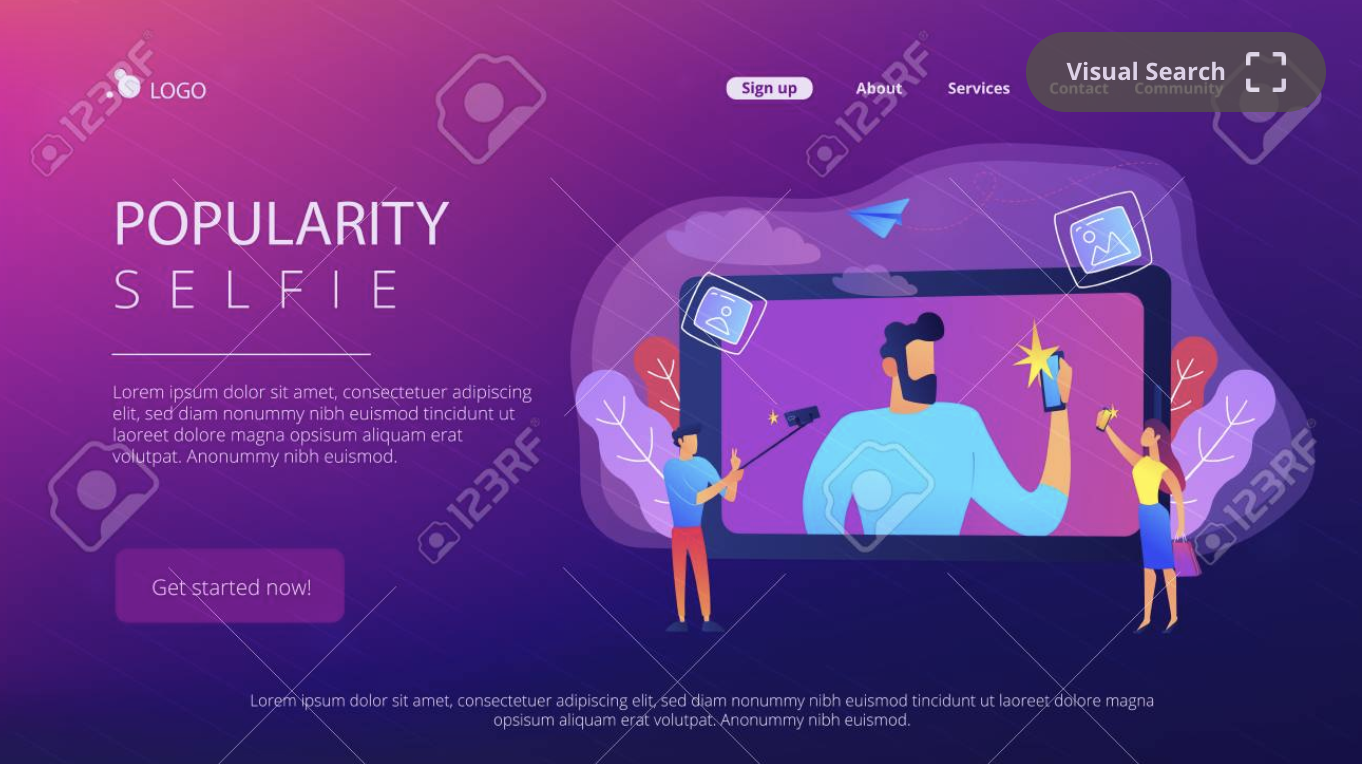 LOGO
Sign up About Services Contact Community
Visual Search
POPULARITY
SELFIE
Lorem ipsum dolor sit amet, consectetuer adipiscing
elit, sed diam nonummy nibh euismod tincidunt ut
laoreet dolore magna opsisum aliquam erat
volutpat. Anonummy nibh euismod.
Get started now!
Lorem ipsum dolor sit amet, consectetuer adipiscing elit, sed diam nonummy nibh euismod tincidunt ut laoreet dolore magna
opsisum aliquam erat volutpat. Anonummy nibh euismod.
123RF
123RF
123RF
123RF